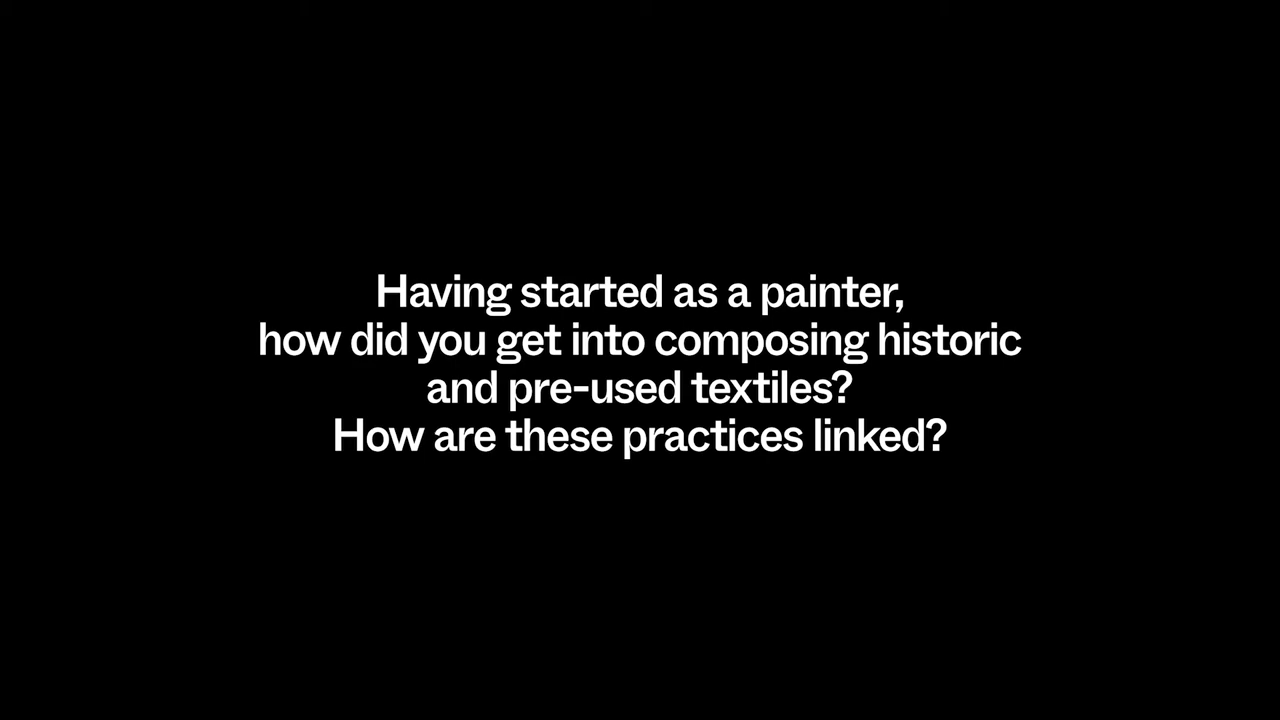 Having started as a painter,
how did you get into composing historic
and pre-used textiles?
How are these practices linked?